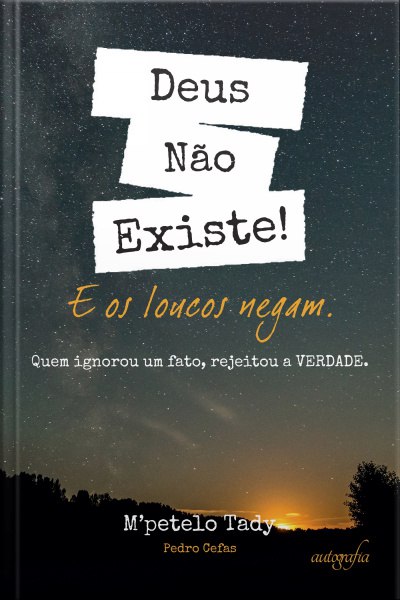 Deus
Não
Existe!
E os loucos negam.
Quem ignorou um fato, rejeitou a VERDADE.
M'petelo Tady
Pedro Cefas
autografia